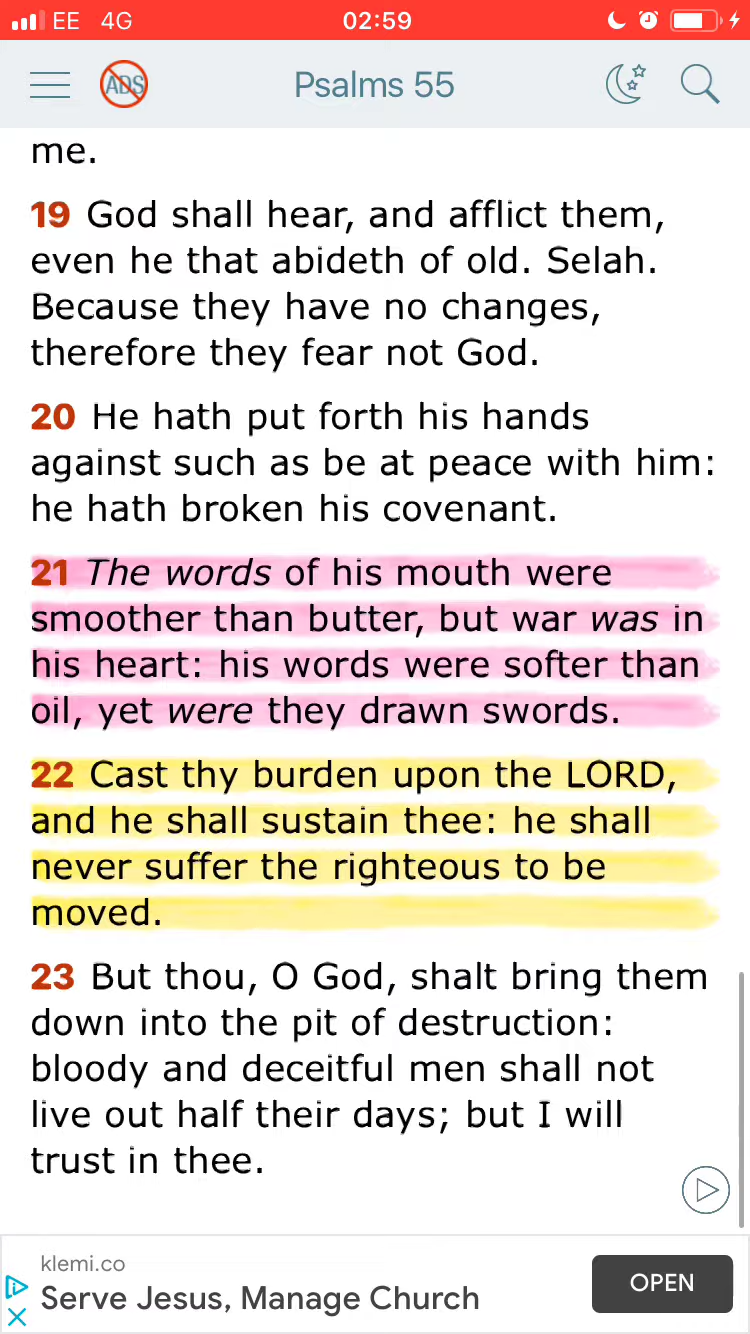 EE 4G 02:59
ADS Psalms 55
me.
19 God shall hear, and afflict them,
even he that abideth of old. Selah.
Because they have no changes,
therefore they fear not God.
20 He hath put forth his hands
against such as be at peace with him:
he hath broken his covenant.
21 The words of his mouth were
smoother than butter, but war was in
his heart: his words were softer than
oil, yet were they drawn swords.
22 Cast thy burden upon the LORD,
and he shall sustain thee: he shall
never suffer the righteous to be
moved.
23 But thou, O God, shalt bring them
down into the pit of destruction:
bloody and deceitful men shall not
live out half their days; but I will
trust in thee.
klemi.co
Serve Jesus, Manage Church
OPEN